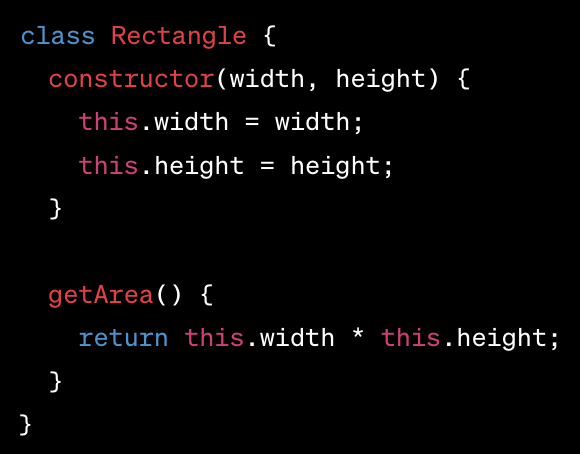 class Rectangle {
  constructor(width, height) {
    this.width = width;
    this.height = height;
  }

  getArea() {
    return this.width * this.height;
  }
}